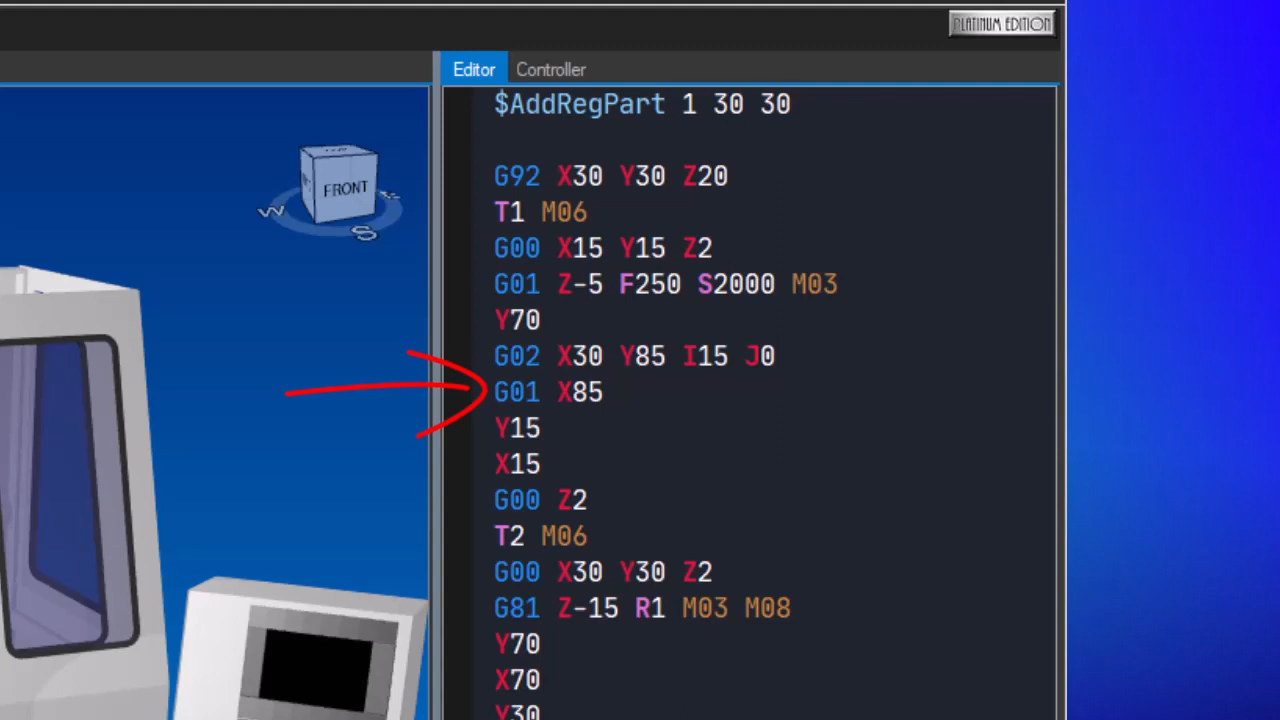 PLATINUM EDITION
Editor Controller
$AddRegPart 1 30 30
G92 X30 Y30 Z20
T1 M06
G00 X15 Y15 Z2
G01 Z-5 F250 S2000 M03
Y70
G02 X30 Y85 I15 J0
G01 X85
Y15
X15
G00 Z2
T2 M06
G00 X30 Y30 Z2
G81 Z-15 R1 M03 M08
Y70
X70
Y30
FRONT
W
S